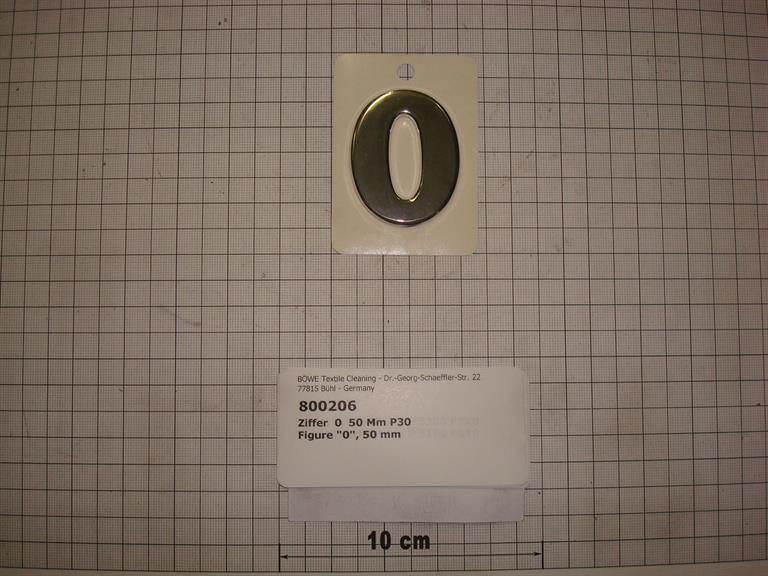 0
BÖWE Textile Cleaning - Dr.-Georg-Schaeffler-Str. 22
77815 Bühl - Germany
800206
Ziffer 0 50 Mm P30
Figure "0", 50 mm
10 cm